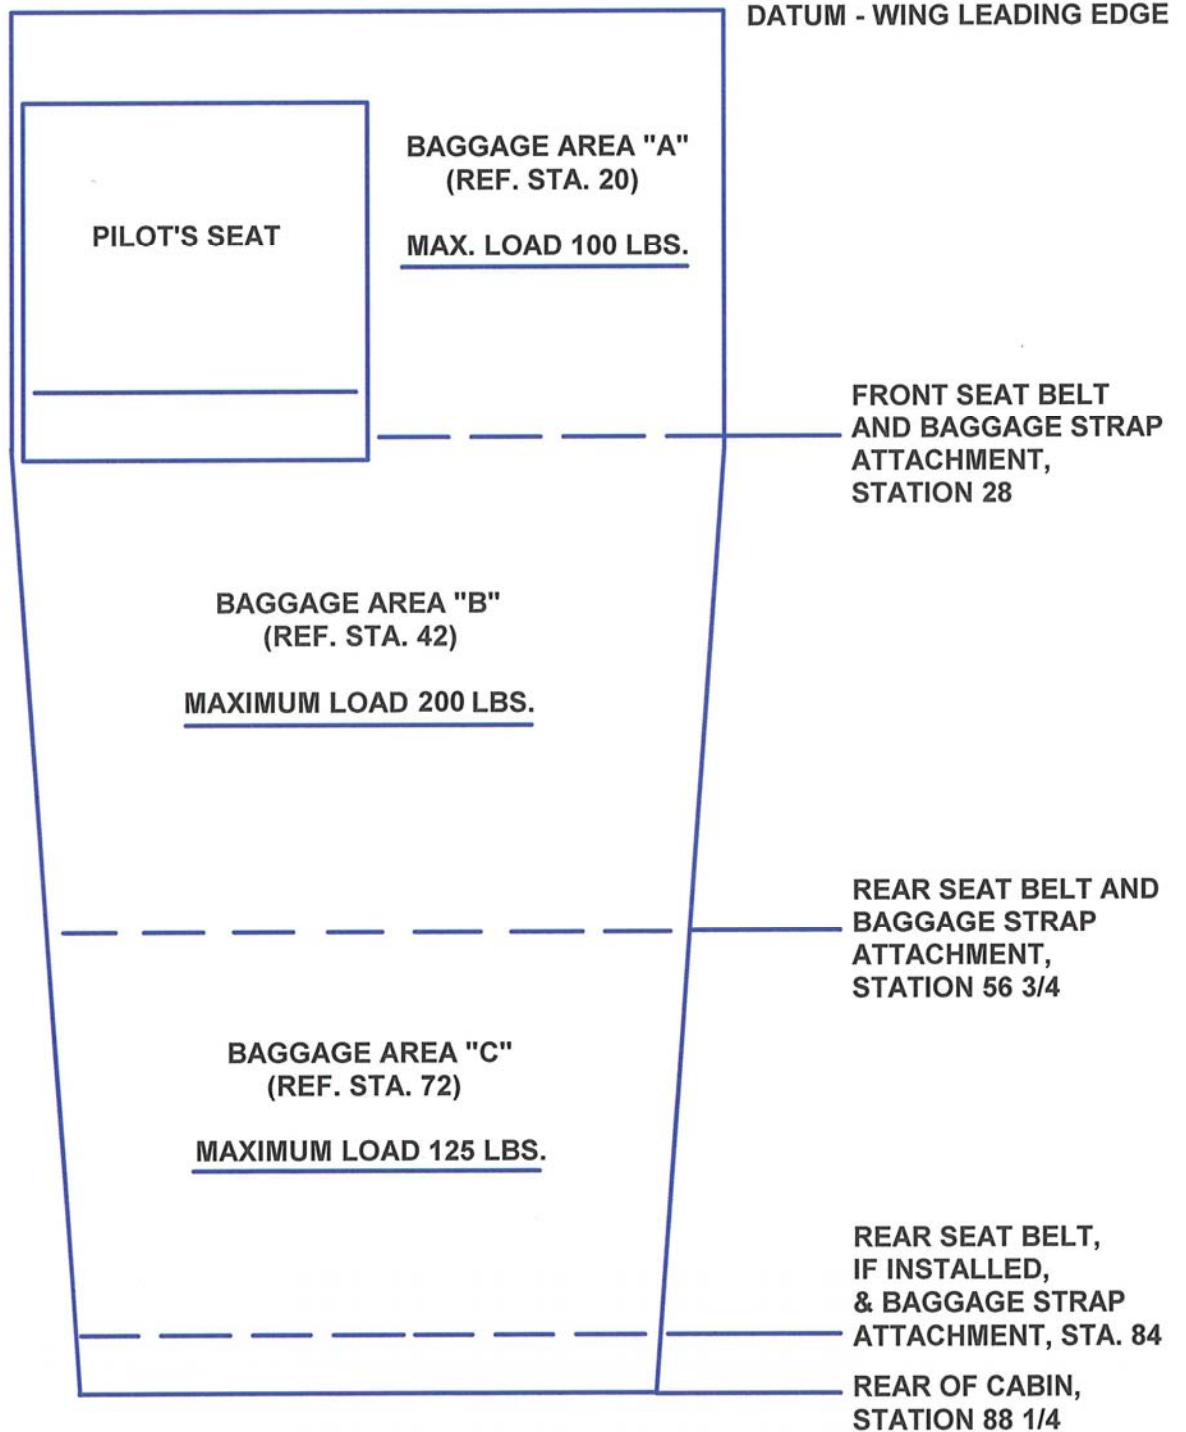 DATUM - WING LEADING EDGE
BAGGAGE AREA "A"
(REF. STA. 20)
PILOT'S SEAT
MAX. LOAD 100 LBS.
FRONT SEAT BELT
AND BAGGAGE STRAP
ATTACHMENT,
STATION 28
BAGGAGE AREA "B"
(REF. STA. 42)
MAXIMUM LOAD 200 LBS.
REAR SEAT BELT AND
BAGGAGE STRAP
ATTACHMENT,
STATION 56 3/4
BAGGAGE AREA "C"
(REF. STA. 72)
MAXIMUM LOAD 125 LBS.
REAR SEAT BELT,
IF INSTALLED,
& BAGGAGE STRAP
ATTACHMENT, STA. 84
REAR OF CABIN,
STATION 88 1/4